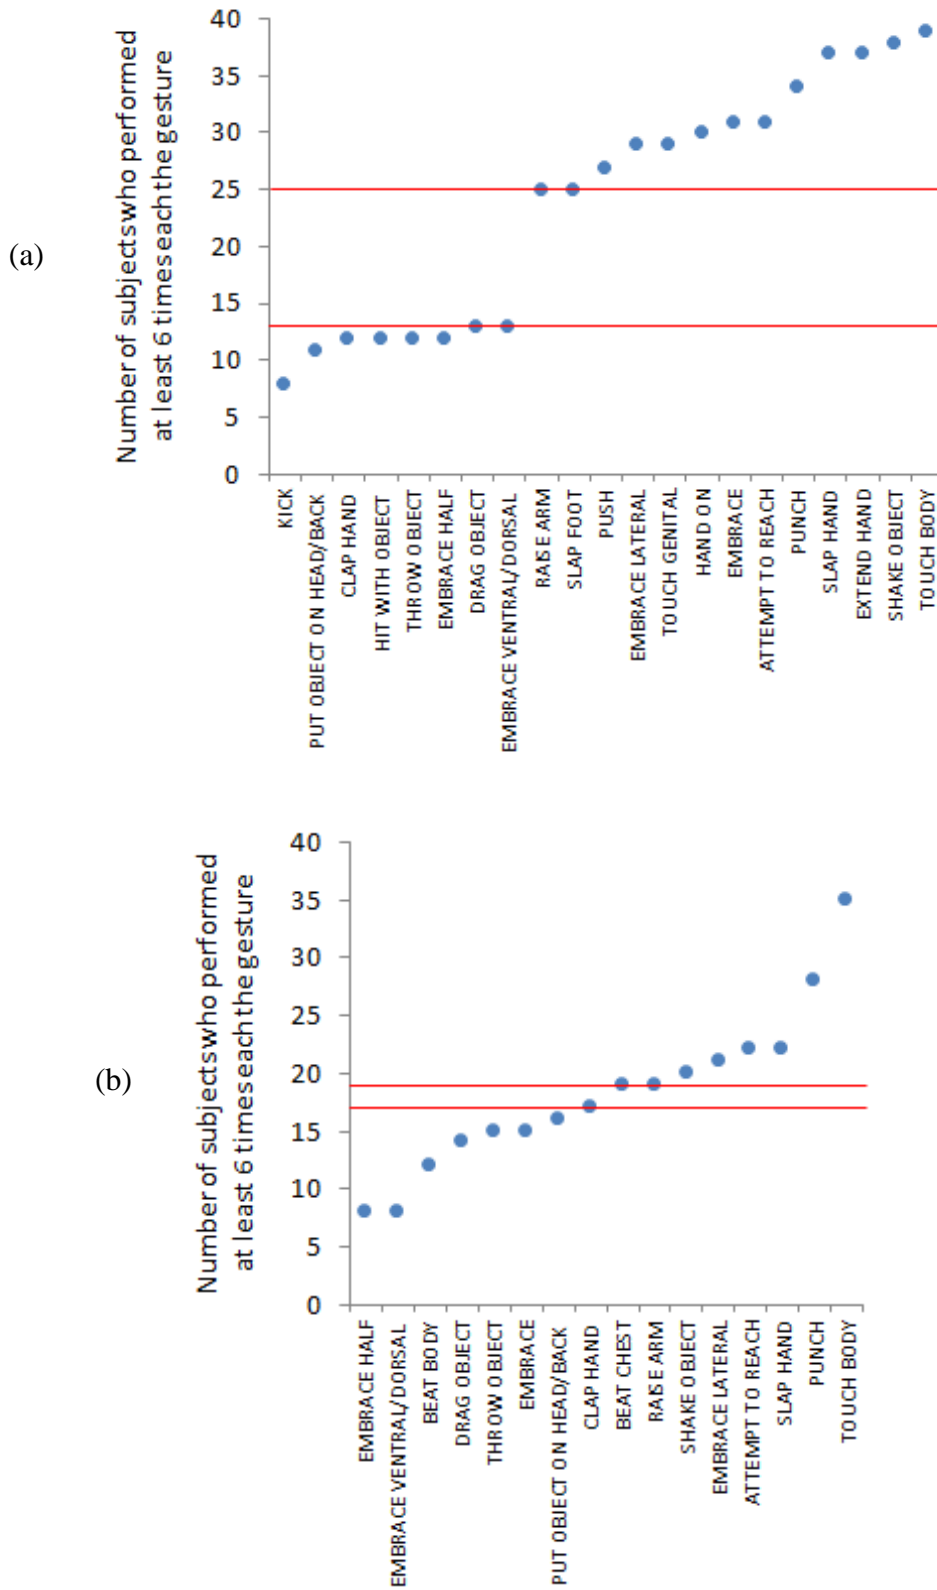 (a)
Number of subjects who performed
at least 6 times each the gesture
40
35
30
25
20
15
10
5
0
KICK
PUT OBJECT ON HEAD/BACK
CLAP HAND
HIT WITH OBJECT
THROW OBJECT
EMBRACE HALF
DRAG OBJECT
EMBRACE VENTRAL/DORSAL
RAISE ARM
SLAP FOOT
PUSH
EMBRACE LATERAL
TOUCH GENITAL
HAND ON
EMBRACE
ATTEMPT TO REACH
PUNCH
SLAP HAND
EXTEND HAND
SHAKE OBJECT
TOUCH BODY
(b)
Number of subjects who performed
at least 6 times each the gesture
40
35
30
25
20
15
10
5
0
EMBRACE HALF
EMBRACE VENTRAL/DORSAL
BEAT BODY
DRAG OBJECT
THROW OBJECT
EMBRACE
PUT OBJECT ON HEAD/BACK
CLAP HAND
BEAT CHEST
RAISE ARM
SHAKE OBJECT
EMBRACE LATERAL
ATTEMPT TO REACH
SLAP HAND
PUNCH
TOUCH BODY